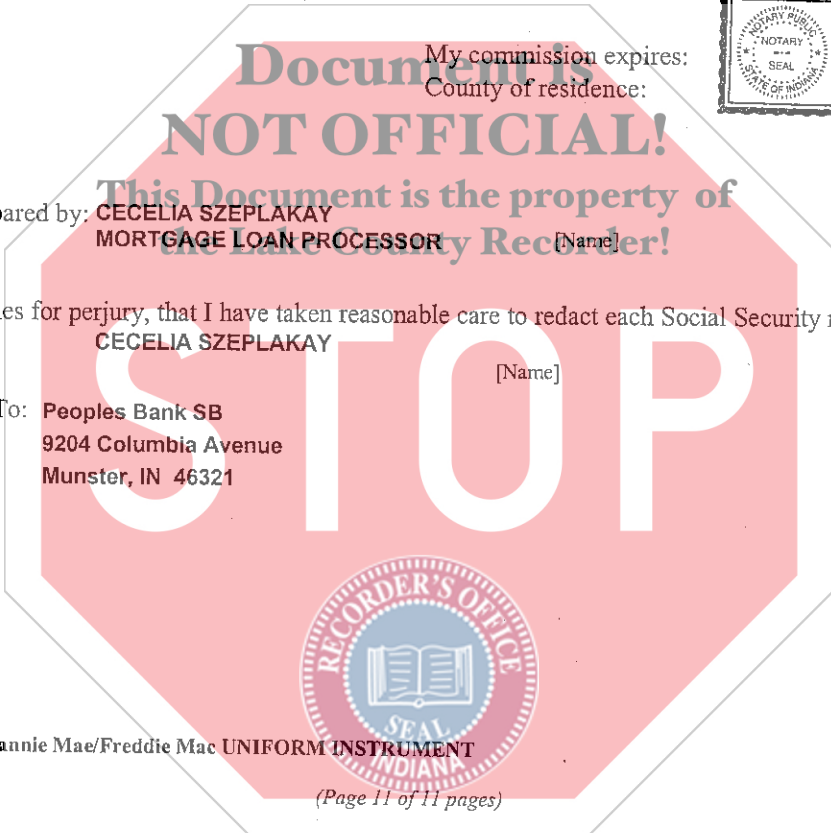 My commission expires:
County of residence:
NOTARY PUBLIC
NOTARY
SEAL
STATE OF INDIANA
Document is
NOT OFFICIAL!
This Document is the property of
the Lake County Recorder!
ared by: CECELIA SZEPLAKAY
MORTGAGE LOAN PROCESSOR [Name]
es for perjury, that I have taken reasonable care to redact each Social Security
CECELIA SZEPLAKAY
[Name]
To: Peoples Bank SB
9204 Columbia Avenue
Munster, IN 46321
STOP
RECORDER'S OFFICE
SEAL
INDIANA
annie Mae/Freddie Mac UNIFORM INSTRUMENT
(Page 11 of 11 pages)